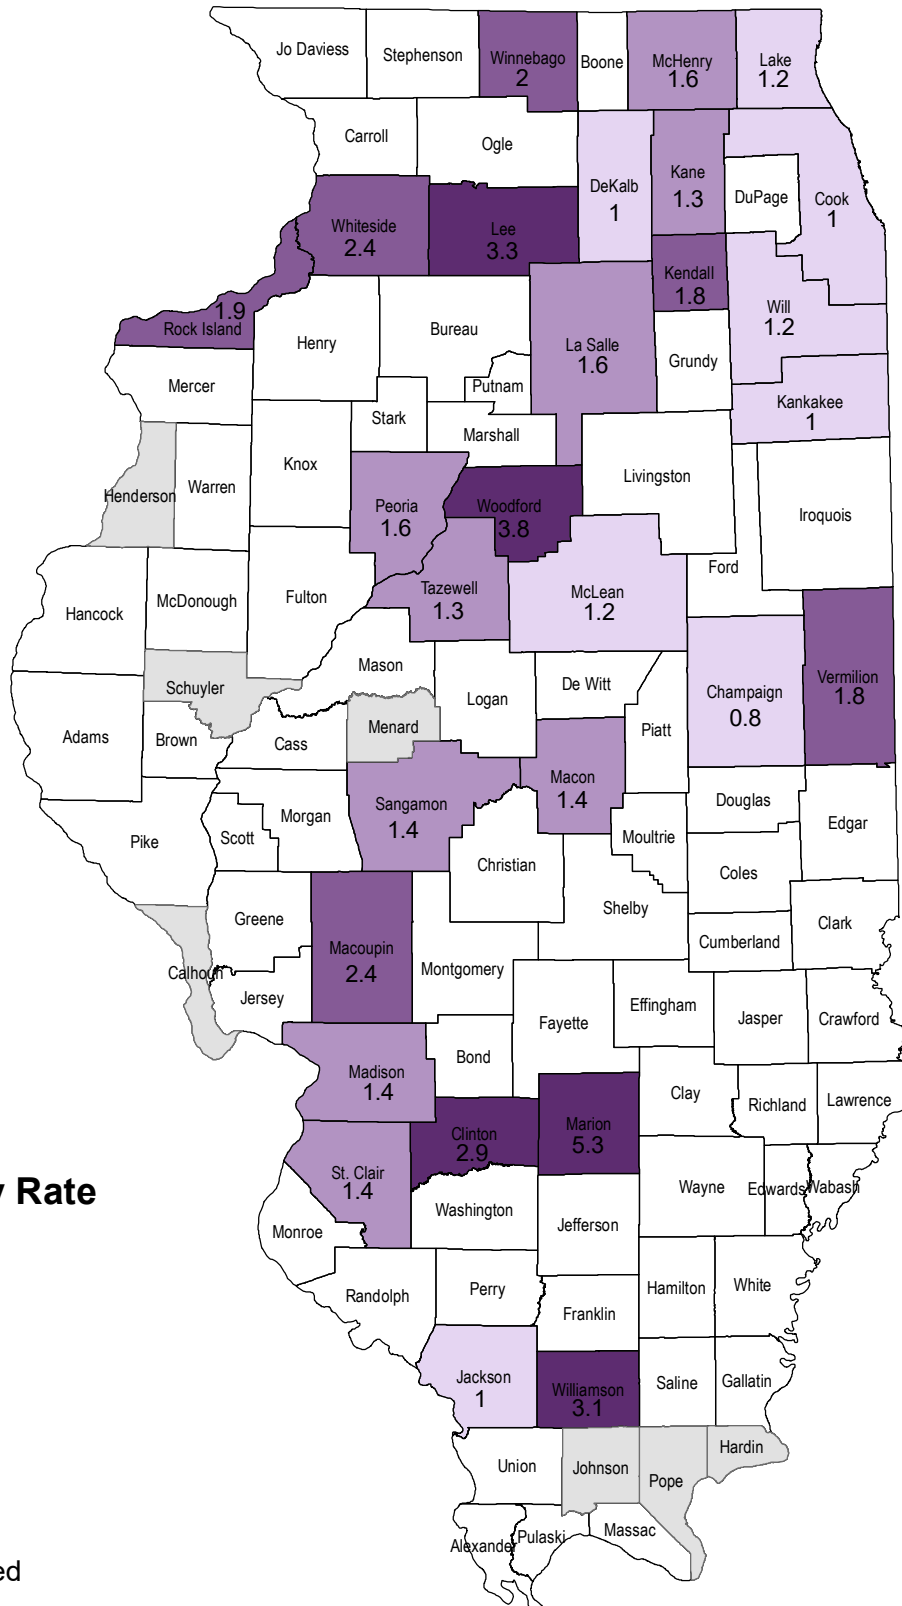 Jo Daviess
Stephenson
Winnebago
2
Boone
McHenry
1.6
Lake
1.2
Carroll
Ogle
DeKalb
1
Kane
1.3
DuPage
Cook
1
Whiteside
2.4
Lee
3.3
Kendall
1.8
Will
1.2
1.9
Rock Island
Henry
Bureau
La Salle
1.6
Grundy
Mercer
Putnam
Kankakee
1
Stark
Marshall
Henderson
Warren
Knox
Peoria
1.6
Woodford
3.8
Livingston
Iroquois
Ford
Hancock
McDonough
Fulton
Tazewell
1.3
McLean
1.2
Schuyler
Mason
Logan
De Witt
Champaign
0.8
Vermilion
1.8
Adams
Brown
Cass
Menard
Piatt
Pike
Scott
Morgan
Sangamon
1.4
Macon
1.4
Douglas
Edgar
Moultrie
Christian
Coles
Shelby
Greene
Macoupin
2.4
Cumberland
Clark
Calhoun
Jersey
Montgomery
Fayette
Effingham
Jasper
Crawford
Bond
Madison
1.4
Clay
Richland
Lawrence
Clinton
2.9
Marion
5.3
y Rate
St. Clair
1.4
Washington
Wayne
Edwards
Wabash
Monroe
Jefferson
Randolph
Perry
Hamilton
White
Franklin
Jackson
1
Williamson
3.1
Saline
Gallatin
Union
Johnson
Pope
Hardin
Alexander
Pulaski
Massac
ed